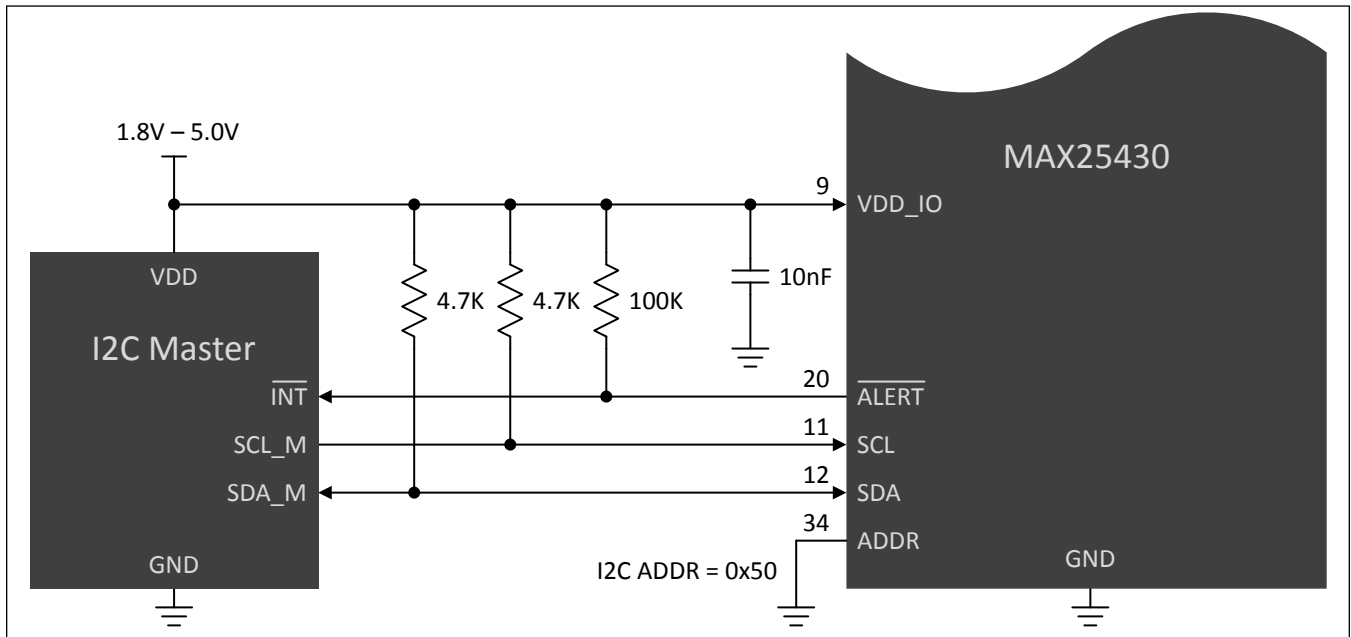 1.8V – 5.0V
MAX25430
9
VDD_IO
VDD
4.7K
4.7K
100K
10nF
I2C Master
20
INT
ALERT
11
SCL_M
SCL
12
SDA_M
SDA
34
ADDR
GND
I2C ADDR = 0x50
GND